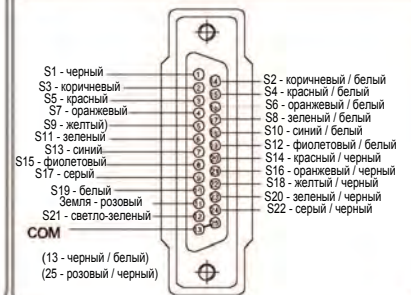 S1 - черный
S3 - коричневый
S5 - красный
S7 - оранжевый
S9 - желтый)
S11 - зеленый
S13 - синий
S15 - фиолетовый
S17 - серый
S19 - белый
Земля - розовый
S21 - светло-зеленый
COM
(13 - черный / белый)
(25 - розовый / черный)
S2 - коричневый / белый
S4 - красный / белый
S6 - оранжевый / белый
S8 - зеленый / белый
S10 - синий / белый
S12 - фиолетовый / белый
S14 - красный / черный
S16 - оранжевый / черный
S18 - желтый / черный
S20 - зеленый / черный
S22 - серый / черный